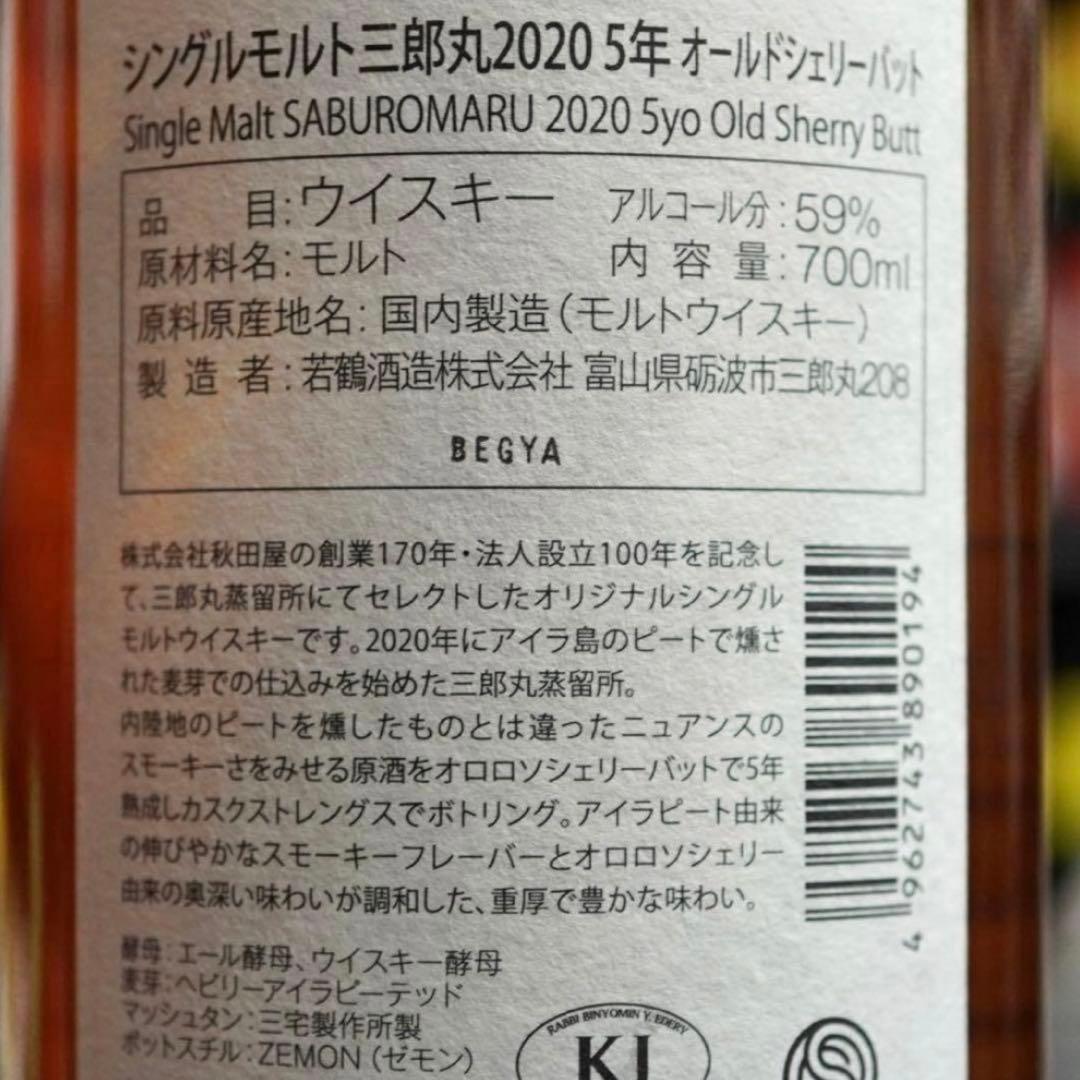 シングルモルト三郎丸2020 5年 オールドシェリーバット
Single Malt SABUROMARU 2020 5yo Old Sherry Butt
品目:ウイスキー アルコール分:59%
原材料名:モルト 内容量:700ml
原料原産地名:国内製造(モルトウイスキー)
製造者:若鶴酒造株式会社 富山県砺波市三郎丸208
BEGYA
株式会社秋田屋の創業170年・法人設立100年を記念し
て、三郎丸蒸留所にてセレクトしたオリジナルシングル
モルトウイスキーです。2020年にアイラ島のピートで燻さ
れた麦芽での仕込みを始めた三郎丸蒸留所。
内陸地のピートを燻したものとは違ったニュアンスの
スモーキーさをみせる原酒をオロロソシェリーバットで5年
熟成しカスクストレングスでボトリング。アイラピート由来
の伸びやかなスモーキーフレーバーとオロロソシェリー
由来の奥深い味わいが調和した、重厚で豊かな味わい。
4962743890194
酵母:エール酵母、ウイスキー酵母
麦芽:ヘビリーアイラピーテッド
マッシュタン:三宅製作所製
ポットスチル:ZEMON(ゼモン)
RABBI BINYOMIN Y. EDERY
KJ